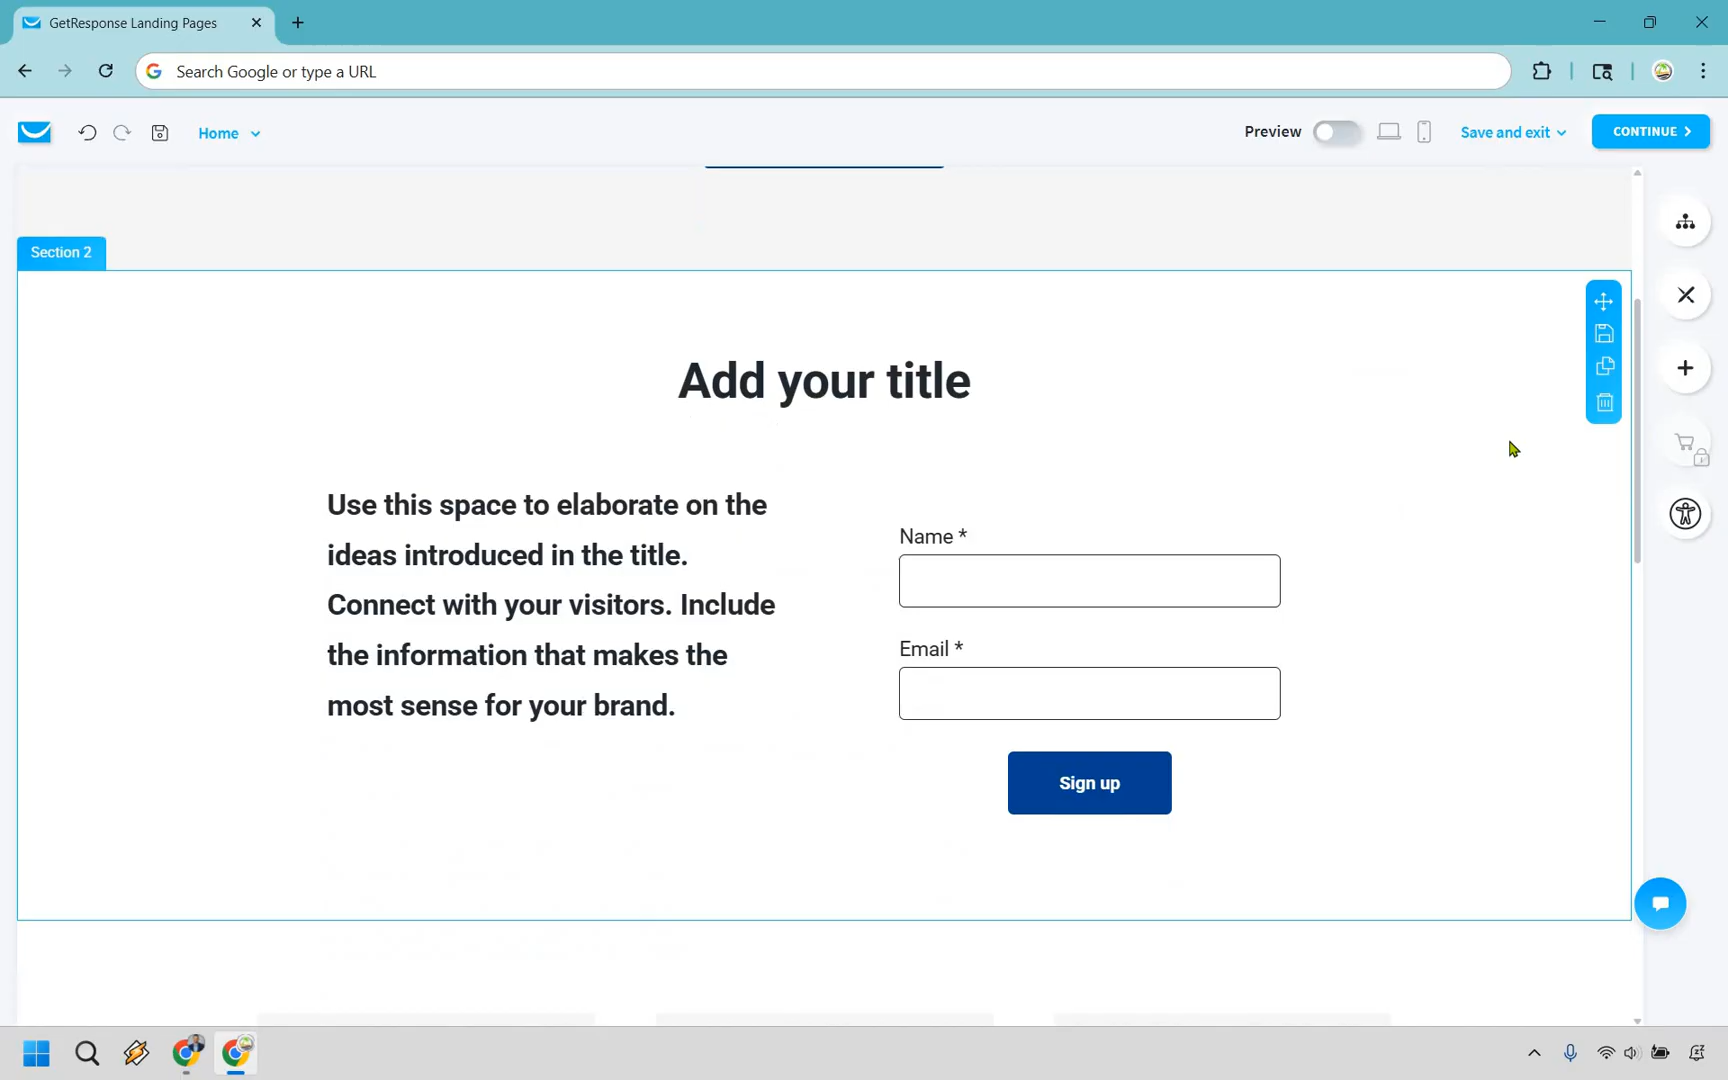 GetResponse Landing Pages
Search Google or type a URL
Home
Preview
Save and exit
CONTINUE
Section 2
Add your title
Use this space to elaborate on the
ideas introduced in the title.
Connect with your visitors. Include
the information that makes the
most sense for your brand.
Name *
Email *
Sign up